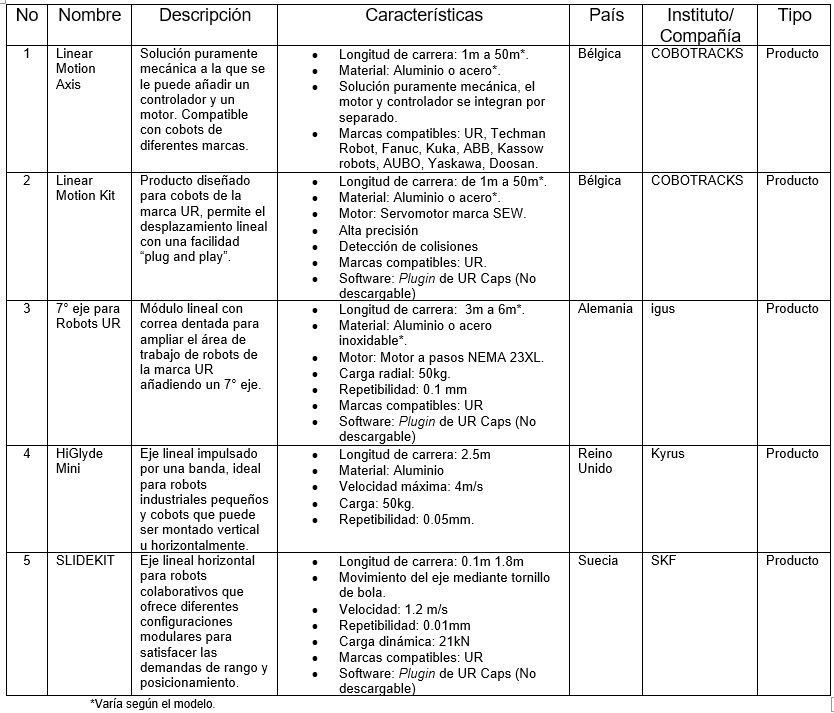 No Nombre Descripción Características País Instituto/
Compañía Tipo
1 Linear
Motion
Axis
Solución puramente
mecánica a la que se
le puede añadir un
controlador y un
motor. Compatible
con cobots de
diferentes marcas.
• Longitud de carrera: 1m a 50m*.
• Material: Aluminio o acero*.
• Solución puramente mecánica, el
motor y controlador se integran por
separado.
• Marcas compatibles: UR, Techman
Robot, Fanuc, Kuka, ABB, Kassow
robots, AUBO, Yaskawa, Doosan.
Bélgica
COBOTRACKS
Producto
2 Linear
Motion Kit
Producto diseñado
para cobots de la
marca UR, permite el
desplazamiento lineal
con una facilidad
“plug and play”.
• Longitud de carrera: de 1m a 50m*.
• Material: Aluminio o acero*.
• Motor: Servomotor marca SEW.
• Alta precisión
• Detección de colisiones
• Marcas compatibles: UR.
• Software: Plugin de UR Caps (No
descargable)
Bélgica
COBOTRACKS
Producto
3 7° eje para
Robots UR
Módulo lineal con
correa dentada para
ampliar el área de
trabajo de robots de
la marca UR
añadiendo un 7° eje.
• Longitud de carrera: 3m a 6m*.
• Material: Aluminio o acero
inoxidable*.
• Motor: Motor a pasos NEMA 23XL.
• Carga radial: 50kg.
• Repetibilidad: 0.1 mm
• Marcas compatibles: UR
• Software: Plugin de UR Caps (No
descargable)
Alemania
igus
Producto
4 HiGlyde
Mini
Eje lineal impulsado
por una banda, ideal
para robots
industriales pequeños
y cobots que puede
ser montado vertical
u horizontalmente.
• Longitud de carrera: 2.5m
• Material: Aluminio
• Velocidad máxima: 4m/s
• Carga: 50kg.
• Repetibilidad: 0.05mm.
Reino
Unido
Kyrus
Producto
5 SLIDEKIT
Eje lineal horizontal
para robots
colaborativos que
ofrece diferentes
configuraciones
modulares para
satisfacer las
demandas de rango y
posicionamiento.
• Longitud de carrera: 0.1m 1.8m
• Movimiento del eje mediante tornillo
de bola.
• Velocidad: 1.2 m/s
• Repetibilidad: 0.01mm
• Carga dinámica: 21kN
• Marcas compatibles: UR
• Software: Plugin de UR Caps (No
descargable)
Suecia
SKF
Producto
*Varía según el modelo.